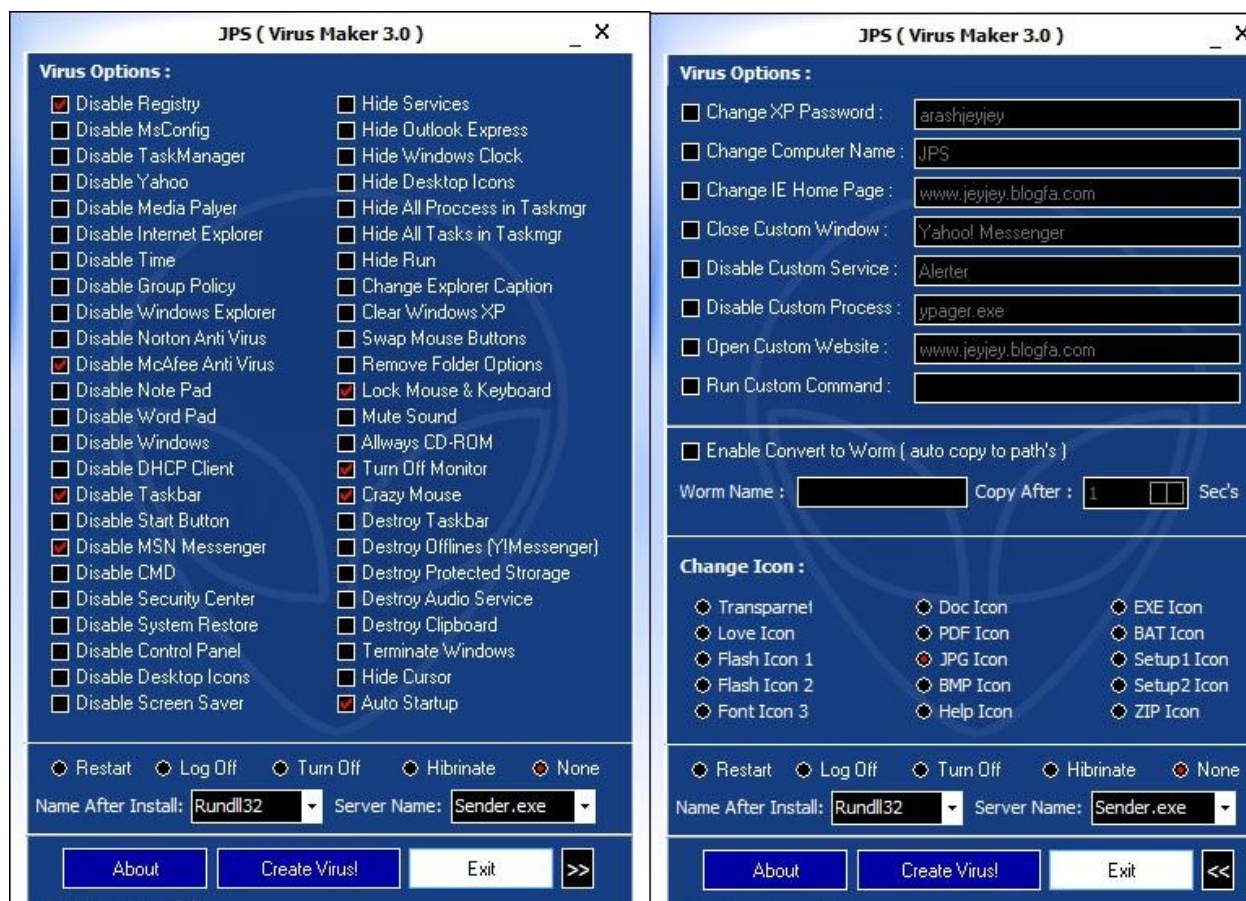 JPS ( Virus Maker 3.0 )
_ X
Virus Options :
Disable Registry
Disable MsConfig
Disable TaskManager
Disable Yahoo
Disable Media Palyer
Disable Internet Explorer
Disable Time
Disable Group Policy
Disable Windows Explorer
Disable Norton Anti Virus
Disable McAfee Anti Virus
Disable Note Pad
Disable Word Pad
Disable Windows
Disable DHCP Client
Disable Taskbar
Disable Start Button
Disable MSN Messenger
Disable CMD
Disable Security Center
Disable System Restore
Disable Control Panel
Disable Desktop Icons
Disable Screen Saver
Hide Services
Hide Outlook Express
Hide Windows Clock
Hide Desktop Icons
Hide All Proccess in Taskmgr
Hide All Tasks in Taskmgr
Hide Run
Change Explorer Caption
Clear Windows XP
Swap Mouse Buttons
Remove Folder Options
Lock Mouse & Keyboard
Mute Sound
Allways CD-ROM
Turn Off Monitor
Crazy Mouse
Destroy Taskbar
Destroy Offlines (Y!Messenger)
Destroy Protected Strorage
Destroy Audio Service
Destroy Clipboard
Terminate Windows
Hide Cursor
Auto Startup
Restart Log Off Turn Off Hibrinate None
Name After Install: Rundll32 Server Name: Sender.exe
About Create Virus! Exit >>
JPS ( Virus Maker 3.0 )
_ X
Virus Options :
Change XP Password : arashjeyjey
Change Computer Name : JPS
Change IE Home Page : www.jeyjey.blogfa.com
Close Custom Window : Yahoo! Messenger
Disable Custom Service : Alerter
Disable Custom Process : ypager.exe
Open Custom Website : www.jeyjey.blogfa.com
Run Custom Command :
Enable Convert to Worm ( auto copy to path's )
Worm Name : Copy After : 1 Sec's
Change Icon :
Transparnet Doc Icon EXE Icon
Love Icon PDF Icon BAT Icon
Flash Icon 1 JPG Icon Setup1 Icon
Flash Icon 2 BMP Icon Setup2 Icon
Font Icon 3 Help Icon ZIP Icon
Restart Log Off Turn Off Hibrinate None
Name After Install: Rundll32 Server Name: Sender.exe
About Create Virus! Exit <<